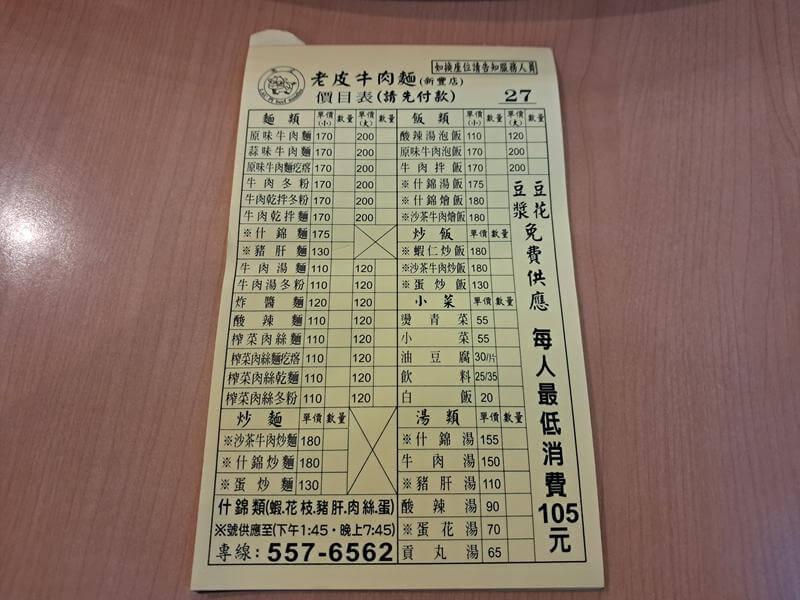 如換座位請告知服務人員
老皮牛肉麵(新豐店)
價目表(請先付款) 27
麵類 單價(小) 數量 單價(大) 數量
原味牛肉麵 170 200
蒜味牛肉麵 170 200
原味牛肉麵疙瘩 170 200
牛肉冬粉 170 200
牛肉乾拌冬粉 170 200
牛肉乾拌麵 170 200
※什錦麵 175
※豬肝麵 130
牛肉湯麵 110 120
牛肉湯冬粉 110 120
炸醬麵 120 120
酸辣麵 110 120
榨菜肉絲麵 110 120
榨菜肉絲麵疙瘩 110 120
榨菜肉絲乾麵 110 120
榨菜肉絲冬粉 110 120
炒麵 單價 數量
※沙茶牛肉炒麵 180
※什錦炒麵 180
※蛋炒麵 130
什錦類(蝦.花枝.豬肝.肉絲.蛋)
※號供應至(下午1:45・晚上7:45)
專線：557-6562
飯類 單價(小) 數量 單價(大) 數量
酸辣湯泡飯 110 120
原味牛肉泡飯 170 200
牛肉拌飯 170 200
※什錦湯飯 175
※什錦燴飯 180
※沙茶牛肉燴飯 180
炒飯 單價 數量
※蝦仁炒飯 180
※沙茶牛肉炒飯 180
※蛋炒飯 130
小菜 單價 數量
燙青菜 55
小菜 55
油豆腐 30/片
飲料 25/35
白飯 20
湯類 單價 數量
※什錦湯 155
牛肉湯 150
※豬肝湯 110
酸辣湯 90
※蛋花湯 70
貢丸湯 65
豆花
豆漿
免費供應
每人最低消費105元